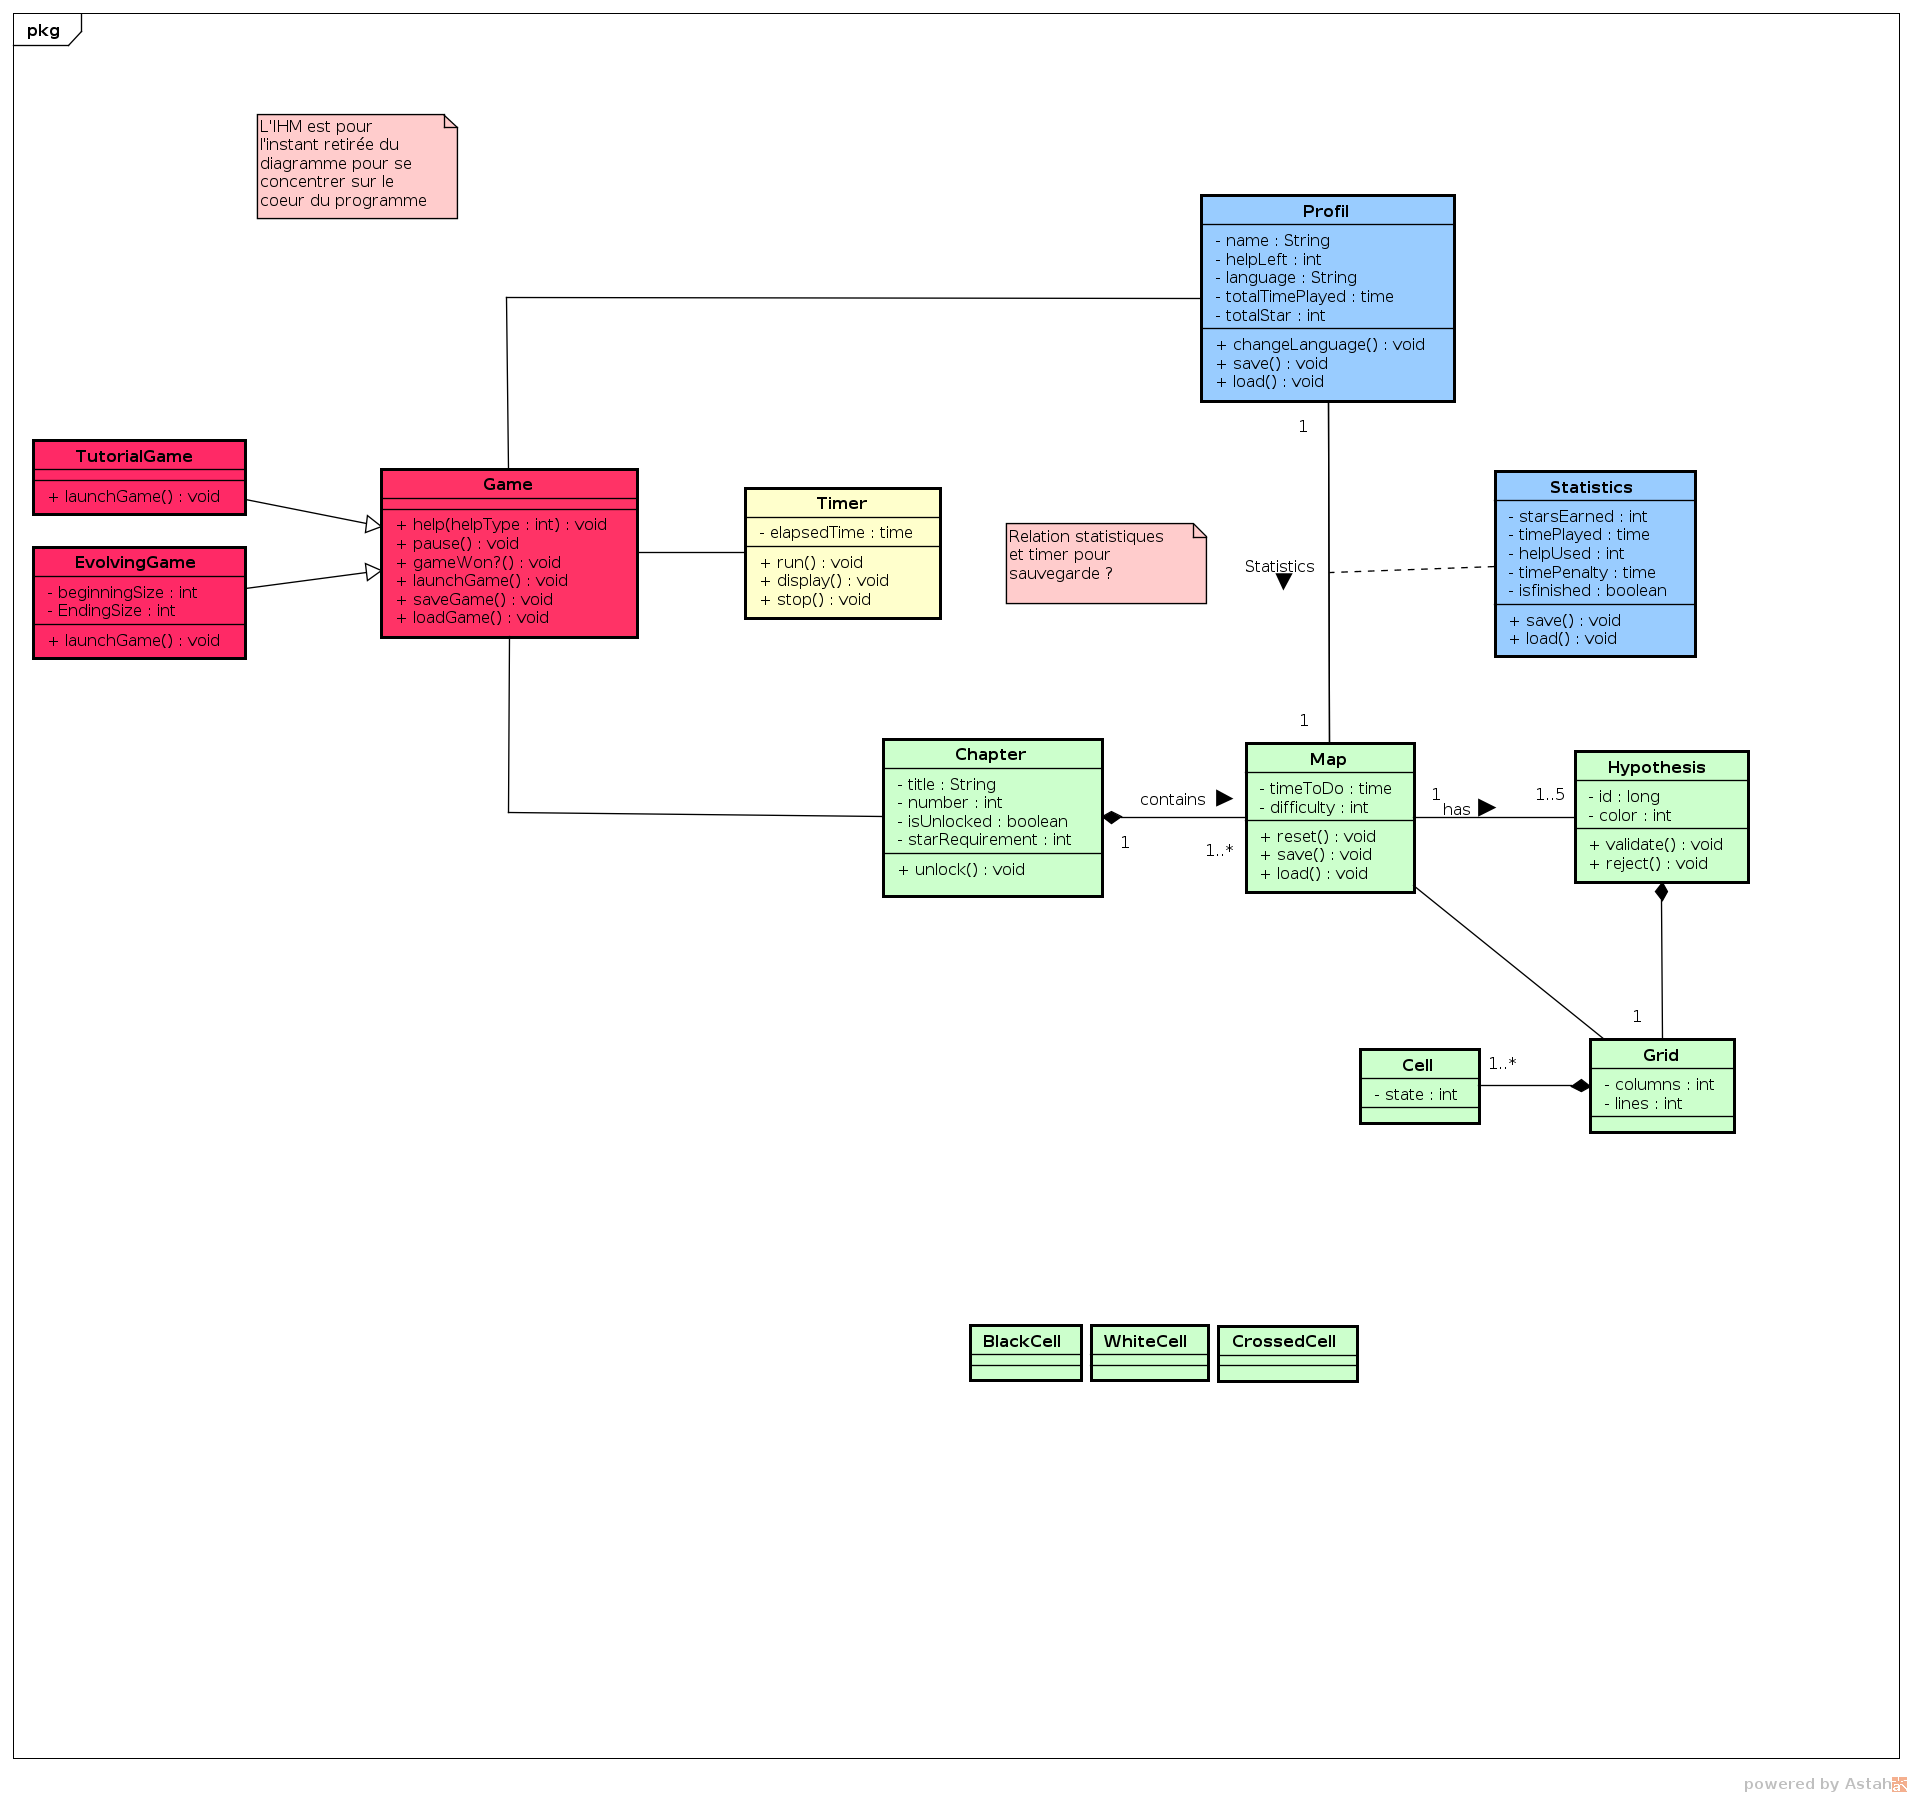 pkg
L'IHM est pour
l'instant retirée du
diagramme pour se
concentrer sur le
coeur du programme
Profil
- name : String
- helpLeft : int
- language : String
- totalTimePlayed : time
- totalStar : int
+ changeLanguage() : void
+ save() : void
+ load() : void
1
TutorialGame
+ launchGame() : void
EvolvingGame
- beginningSize : int
- EndingSize : int
+ launchGame() : void
Game
+ help(helpType : int) : void
+ pause() : void
+ gameWon?() : void
+ launchGame() : void
+ saveGame() : void
+ loadGame() : void
Timer
- elapsedTime : time
+ run() : void
+ display() : void
+ stop() : void
Relation statistiques
et timer pour
sauvegarde ?
Statistics
Statistics
- starsEarned : int
- timePlayed : time
- helpUsed : int
- timePenalty : time
- isfinished : boolean
+ save() : void
+ load() : void
1
Chapter
- title : String
- number : int
- isUnlocked : boolean
- starRequirement : int
+ unlock() : void
contains
1
1..*
Map
- timeToDo : time
- difficulty : int
+ reset() : void
+ save() : void
+ load() : void
1
has
1..5
Hypothesis
- id : long
- color : int
+ validate() : void
+ reject() : void
1
Cell
- state : int
1..*
Grid
- columns : int
- lines : int
BlackCell
WhiteCell
CrossedCell
powered by Astah